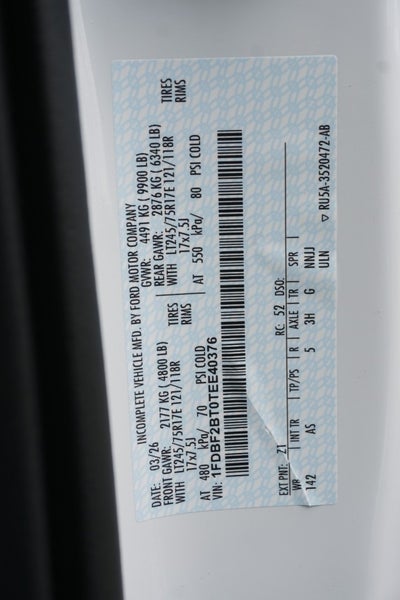 INCOMPLETE VEHICLE MFD. BY FORD MOTOR COMPANY
DATE: 03/26 GVWR: 4491 KG ( 9900 LB)
FRONT GAWR: 2177 KG ( 4800 LB) REAR GAWR: 2876 KG ( 6340 LB)
WITH LT245/75R17E 121/118R TIRES WITH LT245/75R17E 121/118R TIRES
17x7.5J RIMS 17x7.5J RIMS
AT 480 kPa/ 70 PSI COLD AT 550 kPa/ 80 PSI COLD
VIN: 1FDBF2BT0TEE40376
EXT PNT: Z1 RC: 52 DSO:
WB INT TR TP/PS R AXLE TR SPR
142 AS 5 3H G NNJJ
ULN
▽ RU5A-3520472-AB